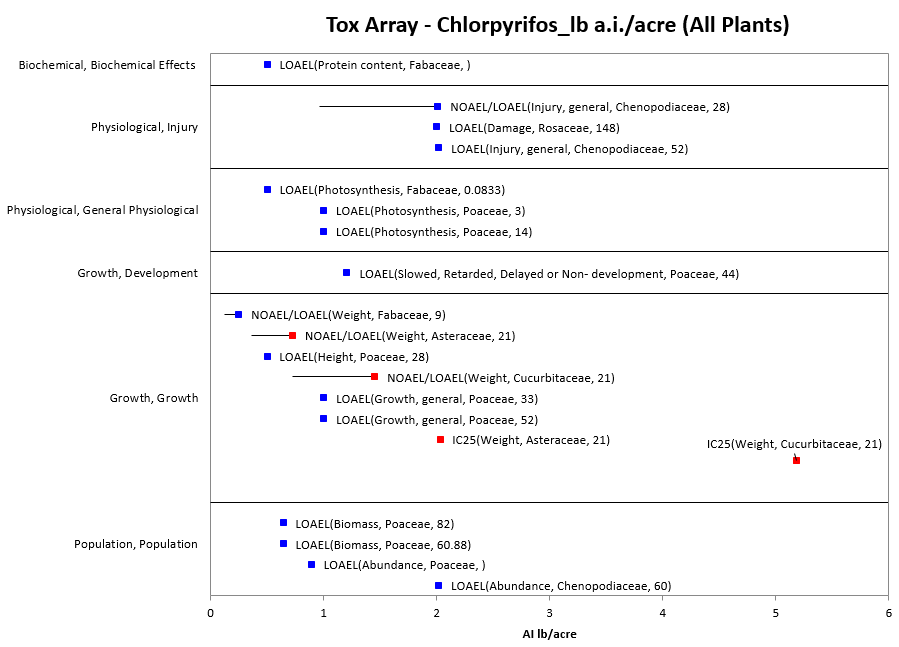 Tox Array - Chlorpyrifos_lb a.i./acre (All Plants)
Biochemical, Biochemical Effects
LOAEL(Protein content, Fabaceae, )
Physiological, Injury
NOAEL/LOAEL(Injury, general, Chenopodiaceae, 28)
LOAEL(Damage, Rosaceae, 148)
LOAEL(Injury, general, Chenopodiaceae, 52)
Physiological, General Physiological
LOAEL(Photosynthesis, Fabaceae, 0.0833)
LOAEL(Photosynthesis, Poaceae, 3)
LOAEL(Photosynthesis, Poaceae, 14)
Growth, Development
LOAEL(Slowed, Retarded, Delayed or Non- development, Poaceae, 44)
Growth, Growth
NOAEL/LOAEL(Weight, Fabaceae, 9)
NOAEL/LOAEL(Weight, Asteraceae, 21)
LOAEL(Height, Poaceae, 28)
NOAEL/LOAEL(Weight, Cucurbitaceae, 21)
LOAEL(Growth, general, Poaceae, 33)
LOAEL(Growth, general, Poaceae, 52)
IC25(Weight, Asteraceae, 21)
IC25(Weight, Cucurbitaceae, 21)
Population, Population
LOAEL(Biomass, Poaceae, 82)
LOAEL(Biomass, Poaceae, 60.88)
LOAEL(Abundance, Poaceae, )
LOAEL(Abundance, Chenopodiaceae, 60)
0 1 2 3 4 5 6
AI lb/acre